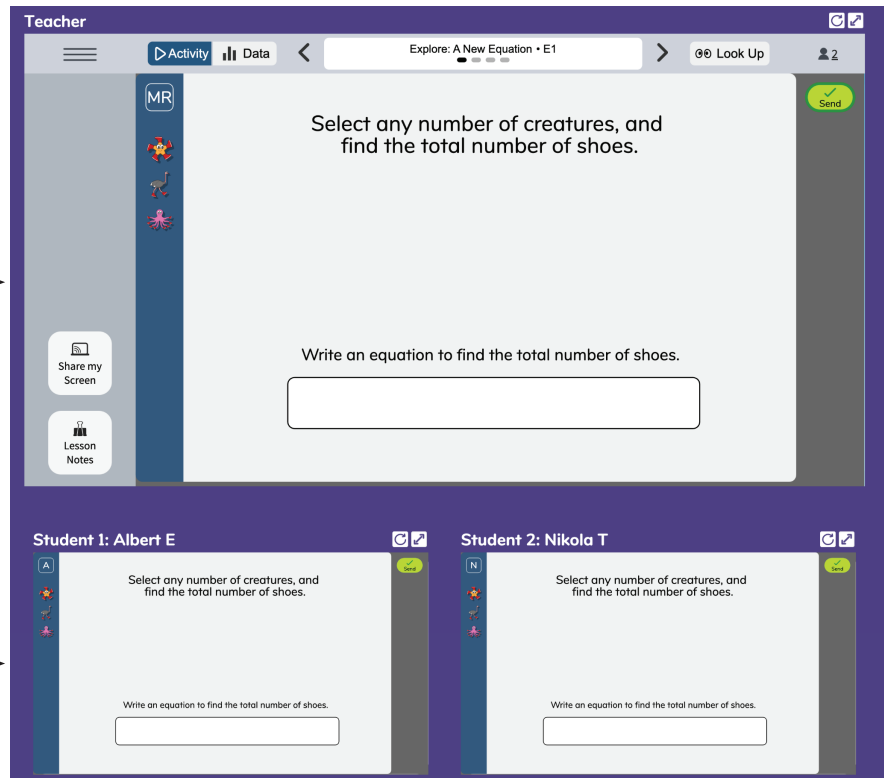 Teacher
Activity Data Explore: A New Equation • E1 Look Up 2
MR
Send
Select any number of creatures, and
find the total number of shoes.
Share my
Screen
Write an equation to find the total number of shoes.
Lesson
Notes
Student 1: Albert E
A
Send
Select any number of creatures, and
find the total number of shoes.
Write an equation to find the total number of shoes.
Student 2: Nikola T
N
Send
Select any number of creatures, and
find the total number of shoes.
Write an equation to find the total number of shoes.